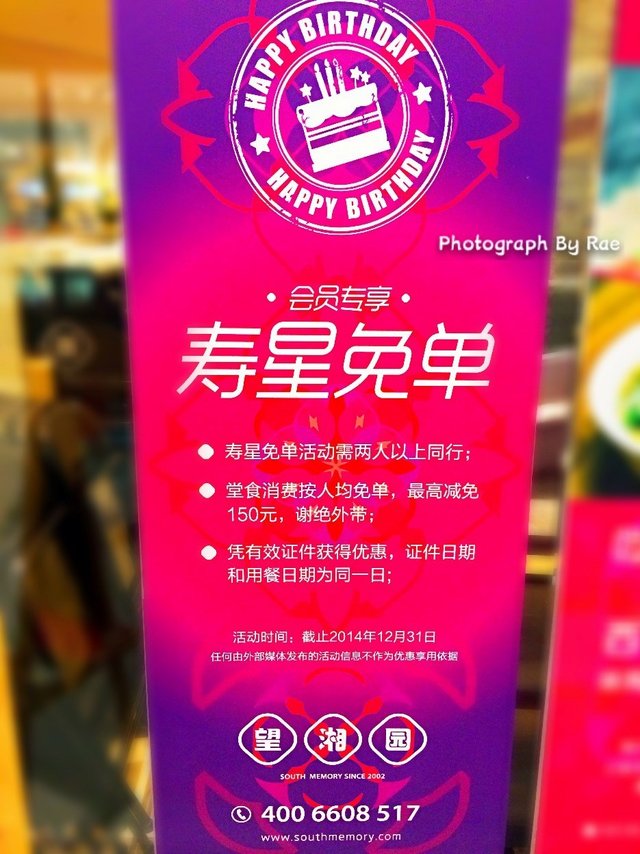 HAPPY BIRTHDAY
HAPPY BIRTHDAY
Photograph By Rae
·会员专享·
寿星免单
● 寿星免单活动需两人以上同行；
● 堂食消费按人均免单，最高减免
150元，谢绝外带；
● 凭有效证件获得优惠，证件日期
和用餐日期为同一日；
活动时间：截止2014年12月31日
任何由外部媒体发布的活动信息不作为优惠享用依据
望湘园
SOUTH MEMORY SINCE 2002
400 6608 517
www.southmemory.com